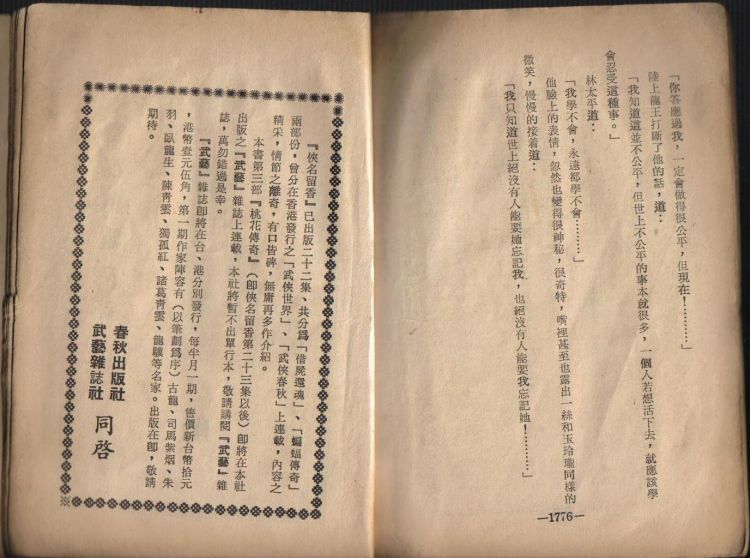 「你答應過我，一定會做得很公平，但現在！………」
陸上龍王打斷了他的話，道：
「我知道這並不公平，但世上不公平的事本就很多，一個人若想活下去，就應該學
會忍受這種事。」
林太平道：
「我學不會，永遠都學不會………」
他臉上的表情，忽然也變得很神秘，很奇特，嘴裡甚至也露出一絲和玉玲瓏同樣的
微笑，慢慢的接着道：
「我只知道世上絕沒有人能要她忘記我，也絕沒有人能要我忘記她！………」
—1776—
『俠名留香』已出版二十二集、共分爲「借屍還魂」、「蝙蝠傳奇」
兩部份，曾分在香港發行之「武俠世界」、「武俠春秋」上連載，內容之
精采，情節之離奇，有口皆碑，無庸再多作介紹。
本書第三部『桃花傳奇』（卽俠名留香第二十三集以後）卽將在本社
出版之『武藝』雜誌上連載，本社將暫不出單行本，敬請購閱『武藝』雜
誌，萬勿錯過是幸。
『武藝』雜誌卽將在台、港分別發行，每半月一期，售價新台幣拾元
，港幣壹元伍角，第一期作家陣容有（以筆劃爲序）古龍、司馬紫烟、朱
羽、臥龍生、陳靑雲、獨孤紅、諸葛靑雲、龍驤等名家。出版在卽，敬請
期待。
春秋出版社
武藝雜誌社
同啓